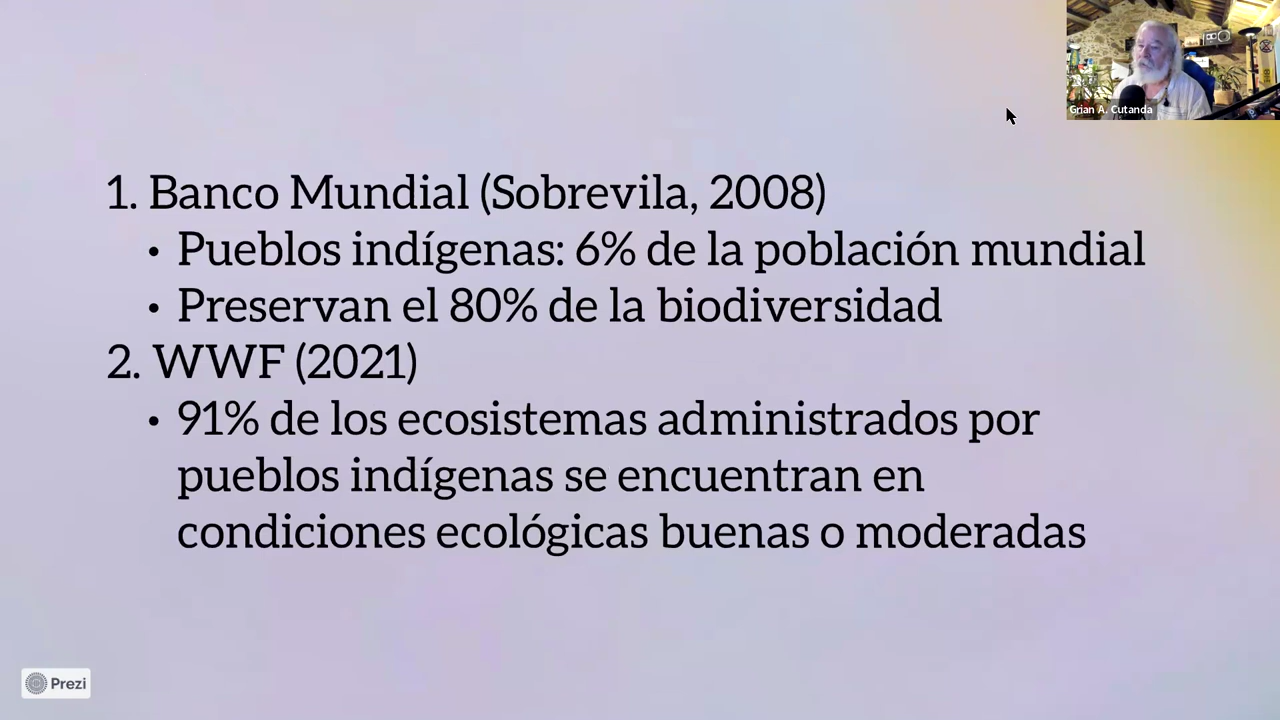 Grian A. Cutanda
1. Banco Mundial (Sobrevila, 2008)
• Pueblos indígenas: 6% de la población mundial
• Preservan el 80% de la biodiversidad
2. WWF (2021)
• 91% de los ecosistemas administrados por
pueblos indígenas se encuentran en
condiciones ecológicas buenas o moderadas
Prezi